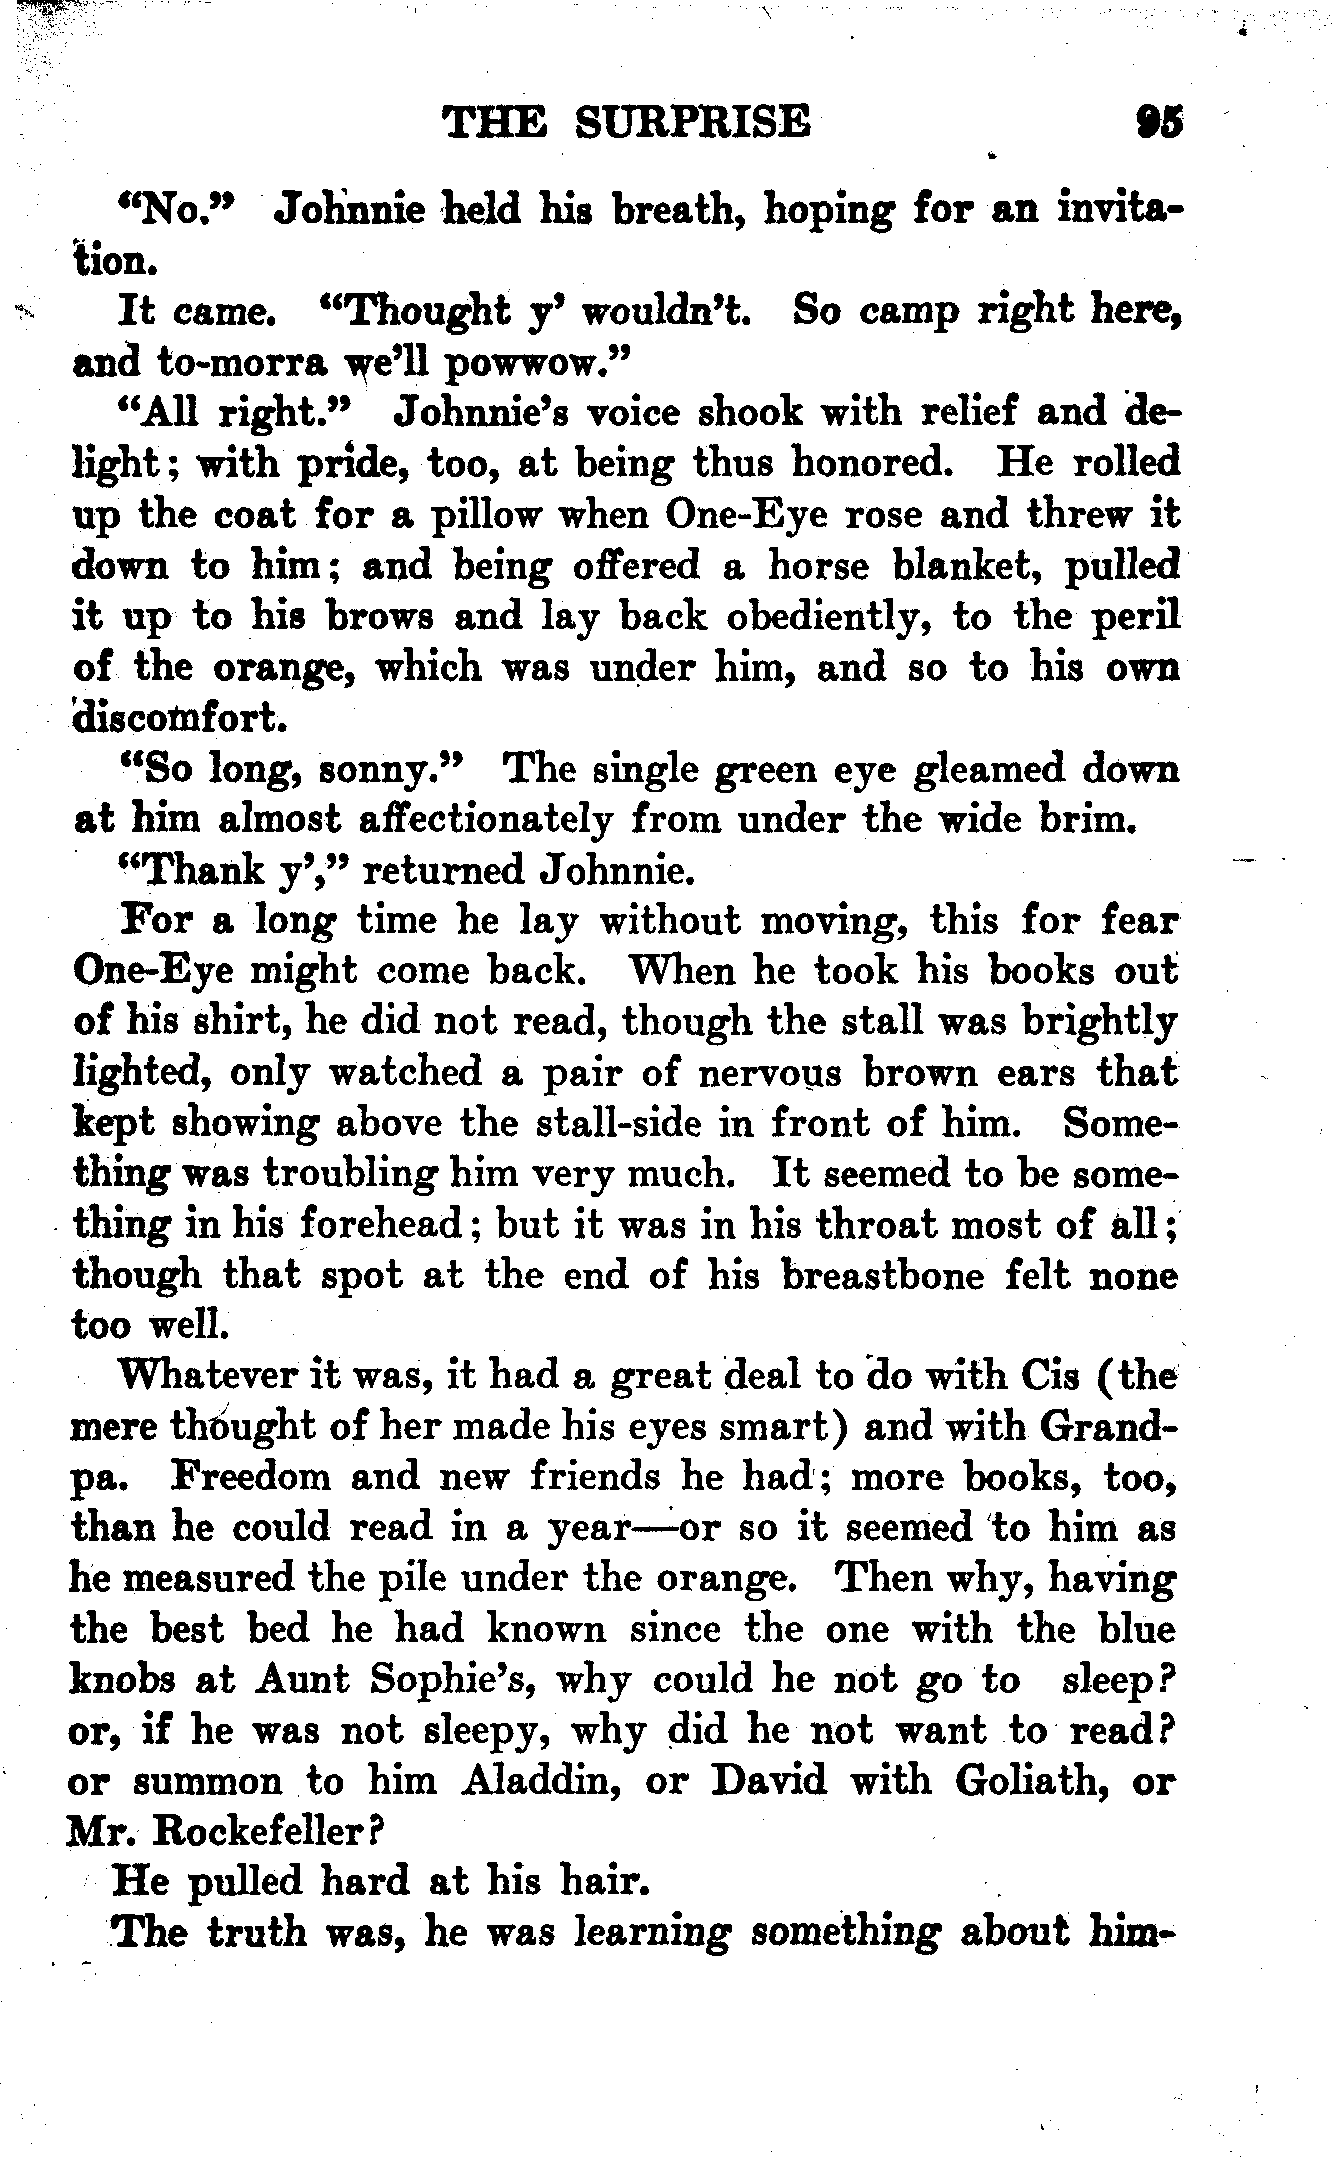 THE SURPRISE 95
“No.” Johnnie held his breath, hoping for an invita-
tion.
It came. “Thought y’ wouldn’t. So camp right here,
and to-morra we’ll powwow.”
“All right.” Johnnie’s voice shook with relief and de-
light; with pride, too, at being thus honored. He rolled
up the coat for a pillow when One-Eye rose and threw it
down to him; and being offered a horse blanket, pulled
it up to his brows and lay back obediently, to the peril
of the orange, which was under him, and so to his own
discomfort.
“So long, sonny.” The single green eye gleamed down
at him almost affectionately from under the wide brim.
“Thank y’,” returned Johnnie.
For a long time he lay without moving, this for fear
One-Eye might come back. When he took his books out
of his shirt, he did not read, though the stall was brightly
lighted, only watched a pair of nervous brown ears that
kept showing above the stall-side in front of him. Some-
thing was troubling him very much. It seemed to be some-
thing in his forehead; but it was in his throat most of all;
though that spot at the end of his breastbone felt none
too well.
Whatever it was, it had a great deal to do with Cis (the
mere thought of her made his eyes smart) and with Grand-
pa. Freedom and new friends he had; more books, too,
than he could read in a year—or so it seemed to him as
he measured the pile under the orange. Then why, having
the best bed he had known since the one with the blue
knobs at Aunt Sophie’s, why could he not go to sleep?
or, if he was not sleepy, why did he not want to read?
or summon to him Aladdin, or David with Goliath, or
Mr. Rockefeller?
He pulled hard at his hair.
The truth was, he was learning something about him-